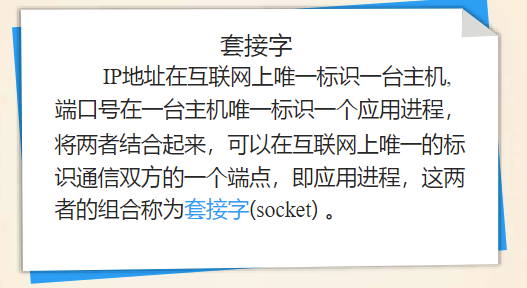 套接字
IP地址在互联网上唯一标识一台主机,
端口号在一台主机唯一标识一个应用进程，
将两者结合起来，可以在互联网上唯一的标
识通信双方的一个端点，即应用进程，这两
者的组合称为套接字(socket) 。